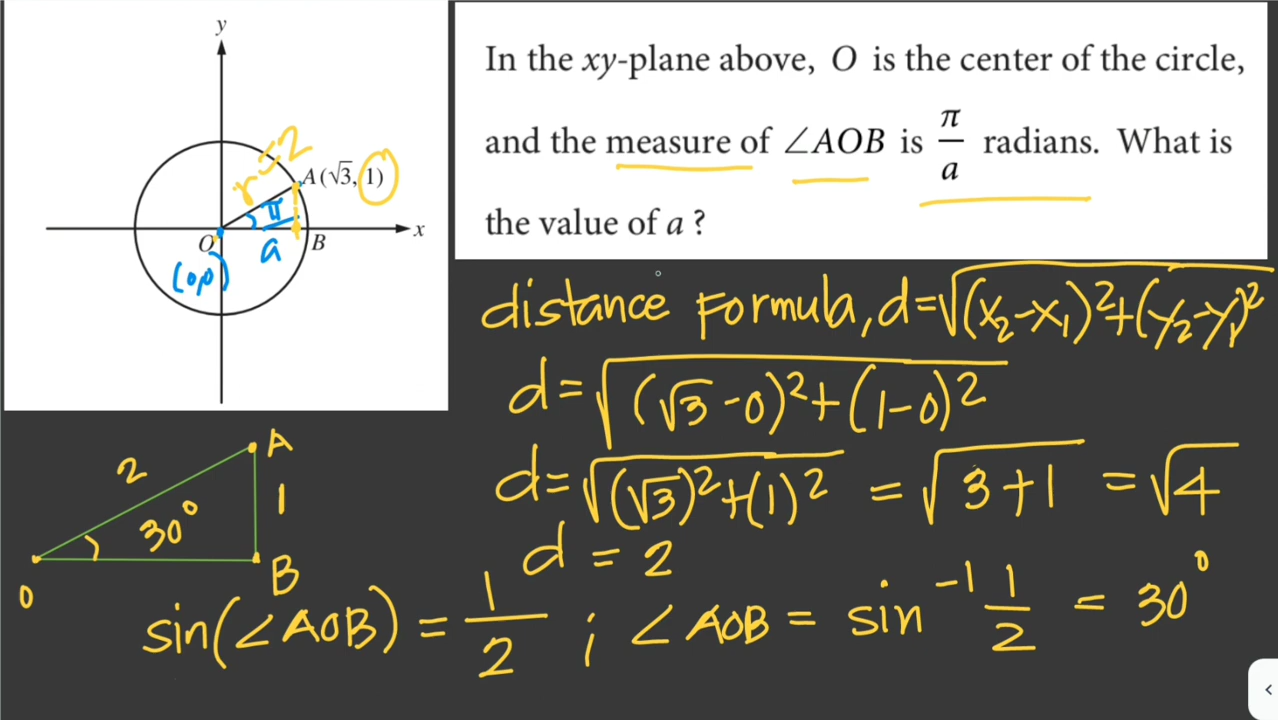 y
r=2
A(√3, 1)
π
x
O
a
B
(0,0)
In the xy-plane above, O is the center of the circle,
and the measure of ∠AOB is π/a radians. What is
the value of a ?
distance Formula, d=√(x₂-x₁)²+(y₂-y₁)²
d=√(√3-0)²+(1-0)²
d=√(√3)²+(1)² = √3+1 = √4
d = 2
A
2
1
30°
O
B
sin(∠AOB) = 1/2 ; ∠AOB = sin⁻¹ 1/2 = 30°
<